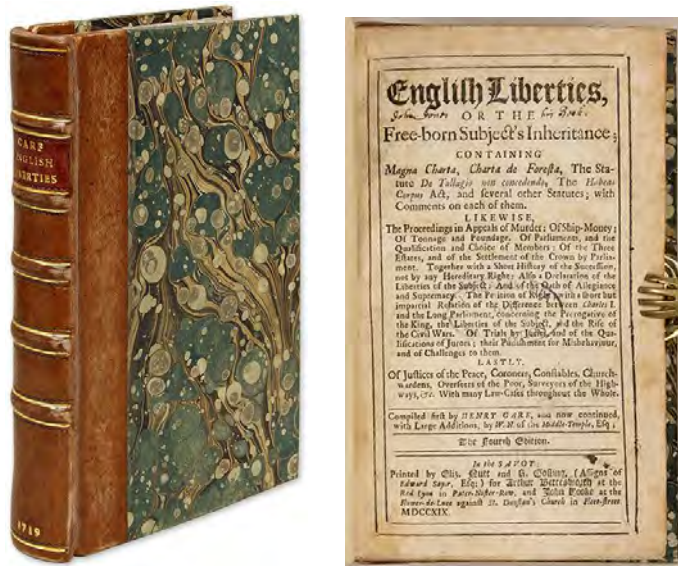 CARE
ENGLISH
LIBERTIES
1719
English Liberties,
OR THE
John Jones his Book
Free-born Subject's Inheritance;
CONTAINING
Magna Charta, Charta de Foresta, The Sta-
tute De Tallagio non concedendo, The Habeas
Corpus Act, and several other Statutes; with
Comments on each of them.
LIKEWISE,
The Proceedings in Appeals of Murder; Of Ship-Money;
Of Tonnage and Poundage. Of Parliaments, and the
Qualification and Choice of Members: Of the Three
Estates, and of the Settlement of the Crown by Parlia-
ment. Together with a Short History of the Succession,
not by any Hereditary Right: Also a Declaration of the
Liberties of the Subject: And of the Oath of Allegiance
and Supremacy. The Petition of Right; with a short but
impartial Relation of the Difference between Charles I.
and the Long Parliament, concerning the Prerogative of
the King, the Liberties of the Subject, and the Rise of
the Civil Wars. Of Trials by Juries, and of the Qua-
lifications of Jurors; their Punishment for Misbehaviour,
and of Challenges to them.
LASTLY,
Of Justices of the Peace, Coroners, Constables, Church-
wardens, Overseers of the Poor, Surveyors of the High-
ways, &c. With many Law-Cases throughout the Whole.
Compiled first by HENRY CARE, and now continued,
with Large Additions, by W. N. of the Middle-Temple, Esq;
The Fourth Edition.
In the SAVOY:
Printed by Eliz. Nutt and R. Gosling, (Assigns of
Edward Sayer, Esq;) for Arthur Bettesworth at the
Red Lyon in Pater-Noster-Row, and John Hooke at the
Flower-de-Luce against St. Dunstan's Church in Fleet-street.
MDCCXIX.